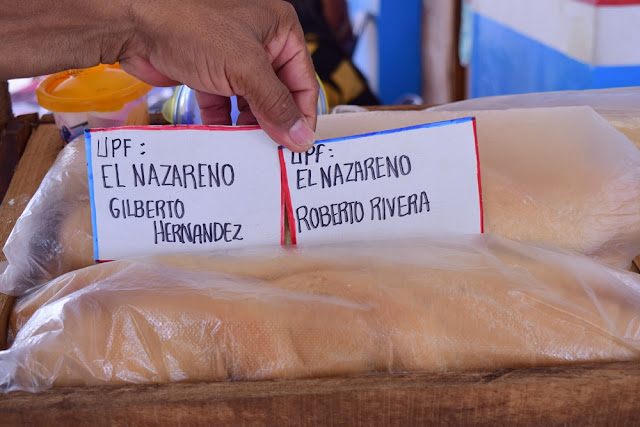 UPF:
EL NAZARENO
GILBERTO
HERNANDEZ
UPF:
EL NAZARENO
ROBERTO RIVERA